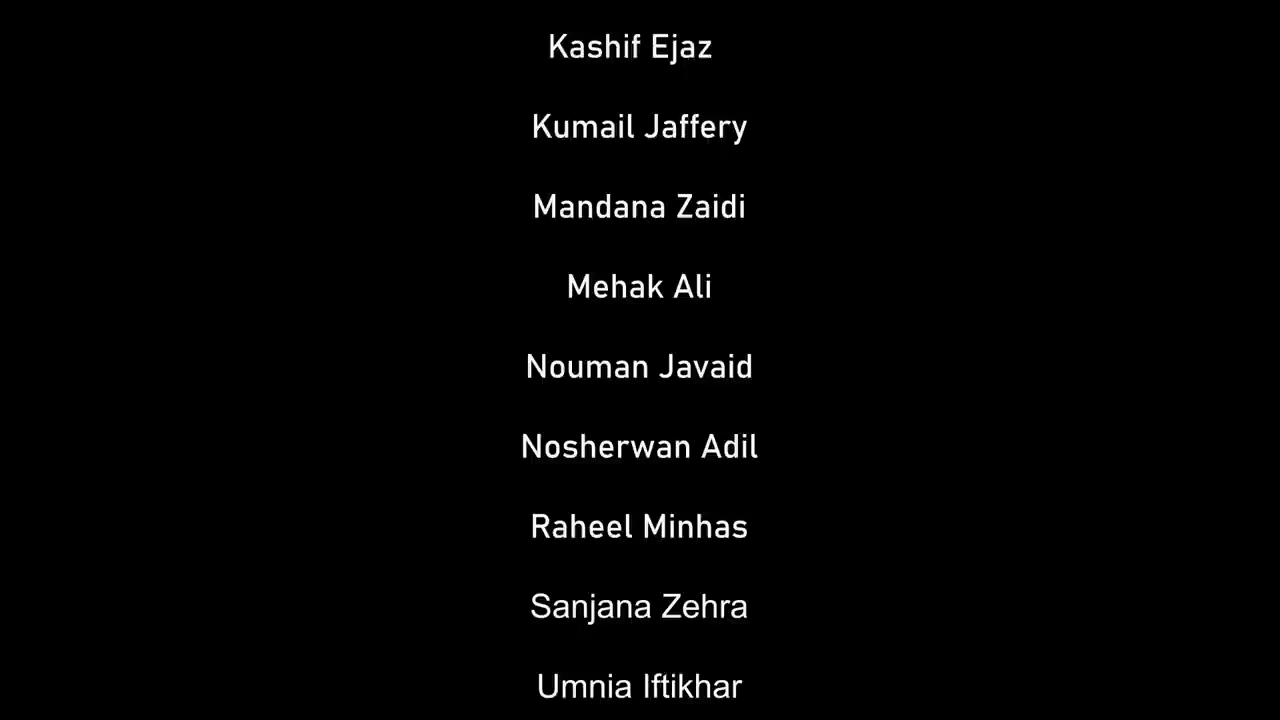 Kashif Ejaz
Kumail Jaffery
Mandana Zaidi
Mehak Ali
Nouman Javaid
Nosherwan Adil
Raheel Minhas
Sanjana Zehra
Umnia Iftikhar